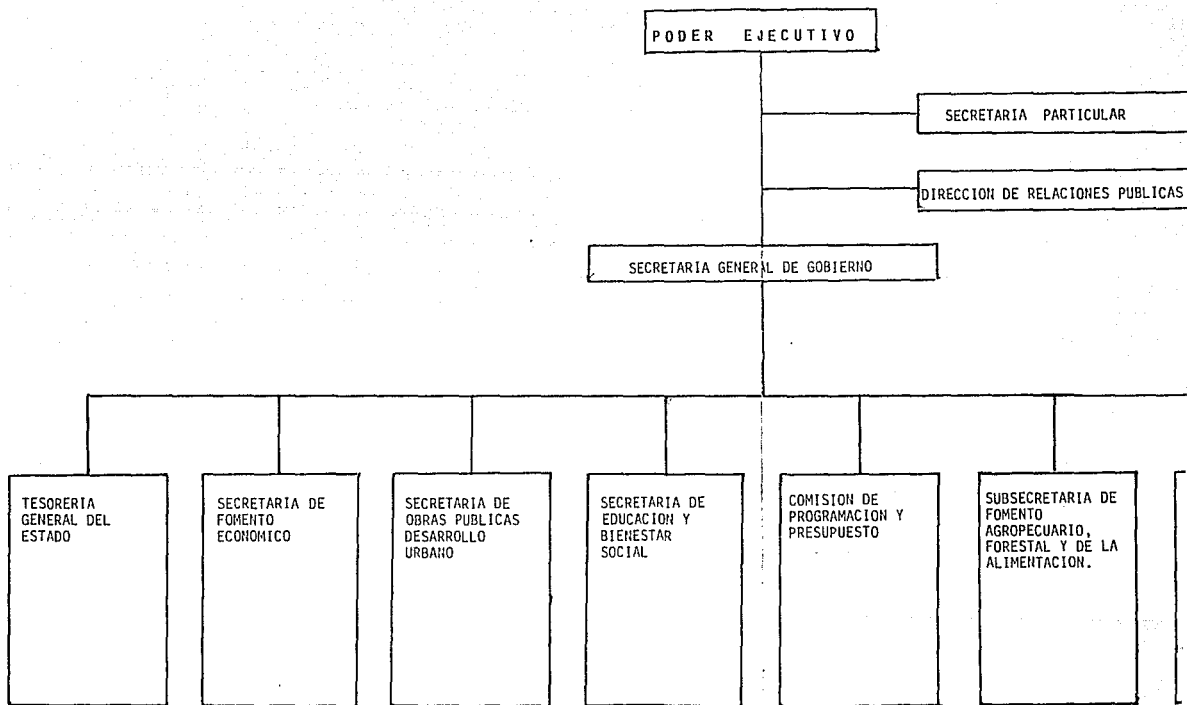 PODER EJECUTIVO
SECRETARIA PARTICULAR
DIRECCION DE RELACIONES PUBLICAS
SECRETARIA GENERAL DE GOBIERNO
TESORERIA
GENERAL DEL
ESTADO
SECRETARIA DE
FOMENTO
ECONOMICO
SECRETARIA DE
OBRAS PUBLICAS
DESARROLLO
URBANO
SECRETARIA DE
EDUCACION Y
BIENESTAR
SOCIAL
COMISION DE
PROGRAMACION Y
PRESUPUESTO
SUBSECRETARIA DE
FOMENTO
AGROPECUARIO,
FORESTAL Y DE LA
ALIMENTACION.